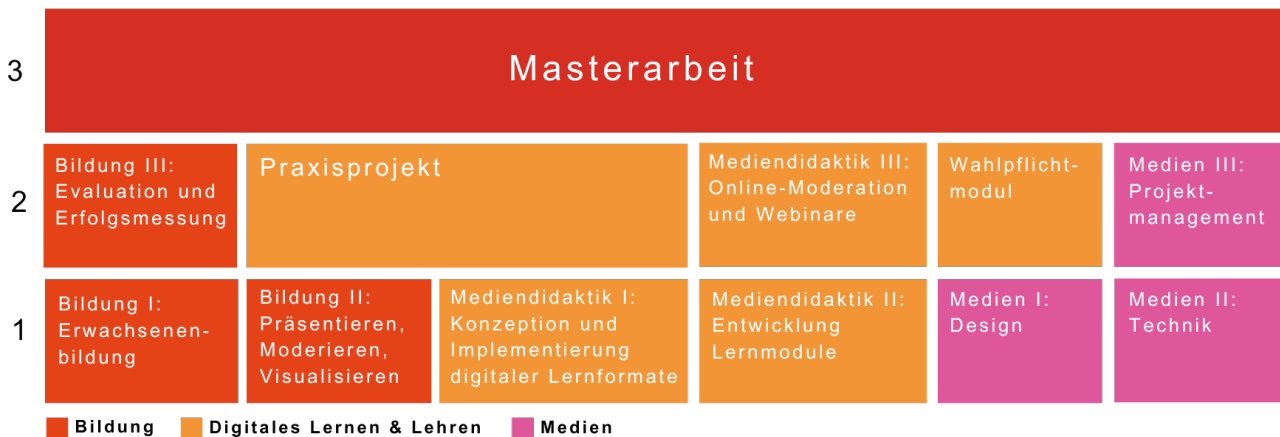 3
Masterarbeit
2
Bildung III:
Evaluation und
Erfolgsmessung
Praxisprojekt
Mediendidaktik III:
Online-Moderation
und Webinare
Wahlpflicht-
modul
Medien III:
Projekt-
management
1
Bildung I:
Erwachsenen-
bildung
Bildung II:
Präsentieren,
Moderieren,
Visualisieren
Mediendidaktik I:
Konzeption und
Implementierung
digitaler Lernformate
Mediendidaktik II:
Entwicklung
Lernmodule
Medien I:
Design
Medien II:
Technik
Bildung
Digitales Lernen & Lehren
Medien